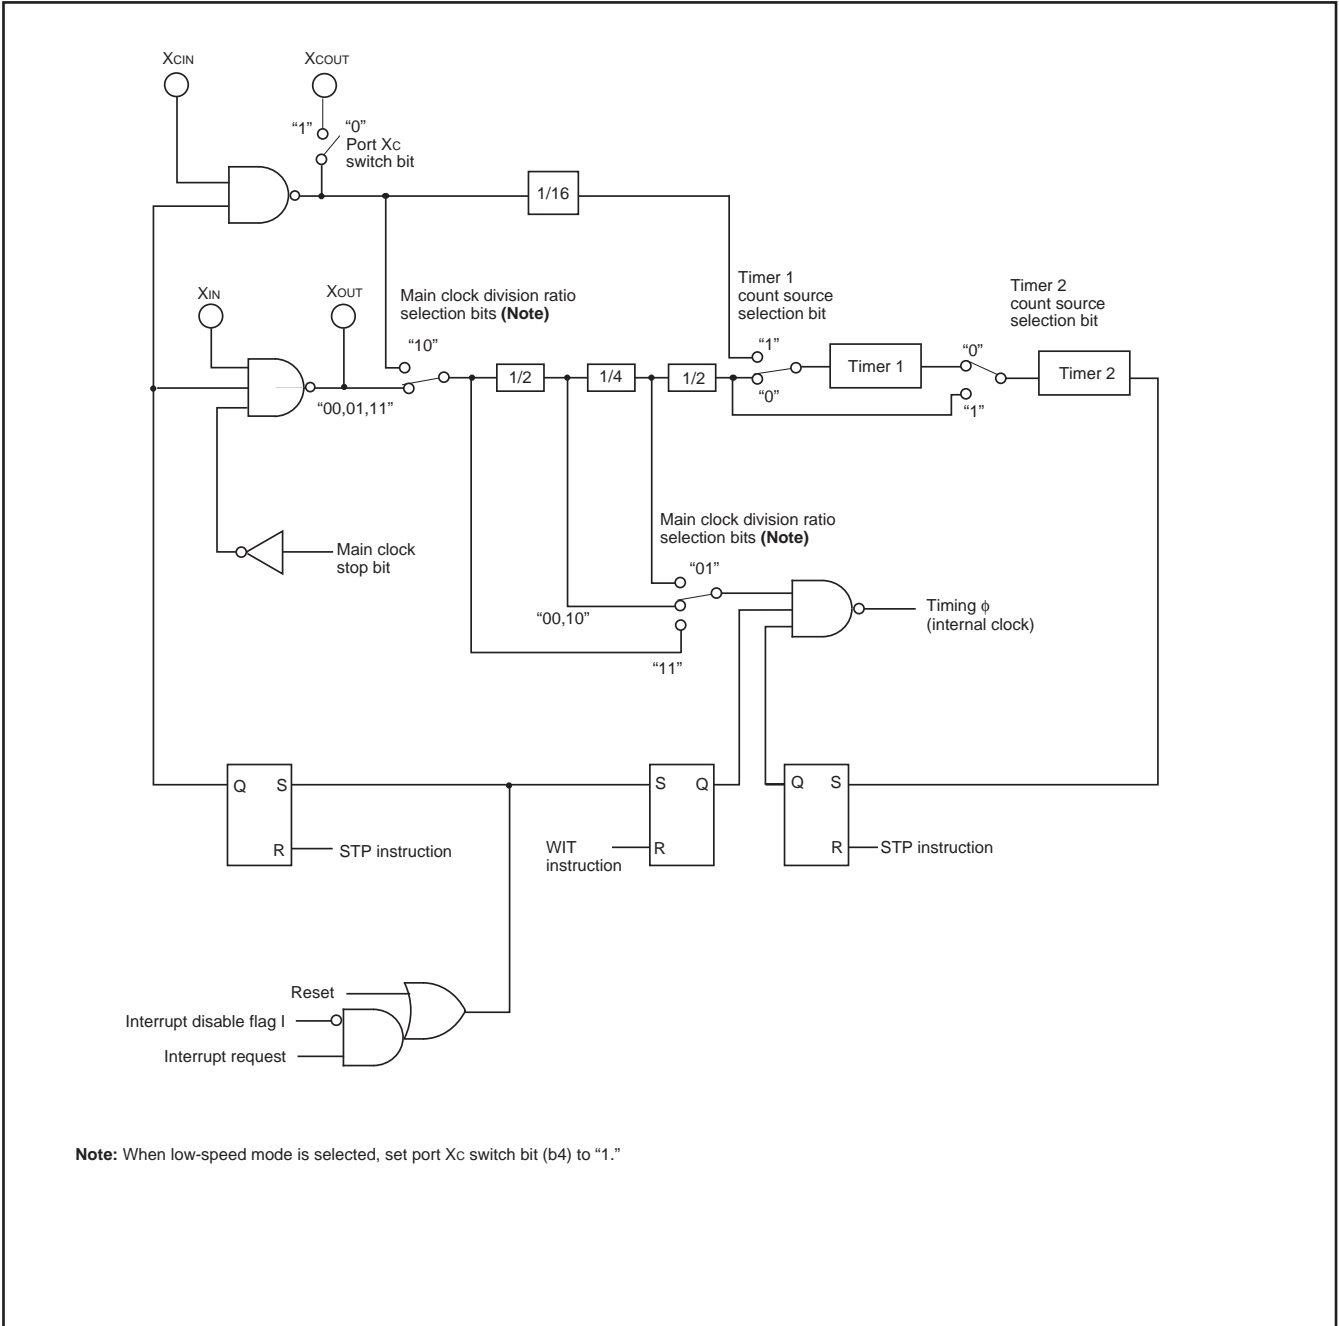 XCIN
XCOUT
“1”
“0”
Port XC
switch bit
1/16
XIN
XOUT
Main clock division ratio
selection bits (Note)
“10”
“00,01,11”
1/2
1/4
1/2
Timer 1
count source
selection bit
“1”
“0”
Timer 1
Timer 2
count source
selection bit
“0”
“1”
Timer 2
Main clock
stop bit
Main clock division ratio
selection bits (Note)
“01”
“00,10”
“11”
Timing ϕ
(internal clock)
Q S
R
STP instruction
S Q
R
WIT
instruction
Q S
R
STP instruction
Reset
Interrupt disable flag I
Interrupt request
Note: When low-speed mode is selected, set port XC switch bit (b4) to “1.”